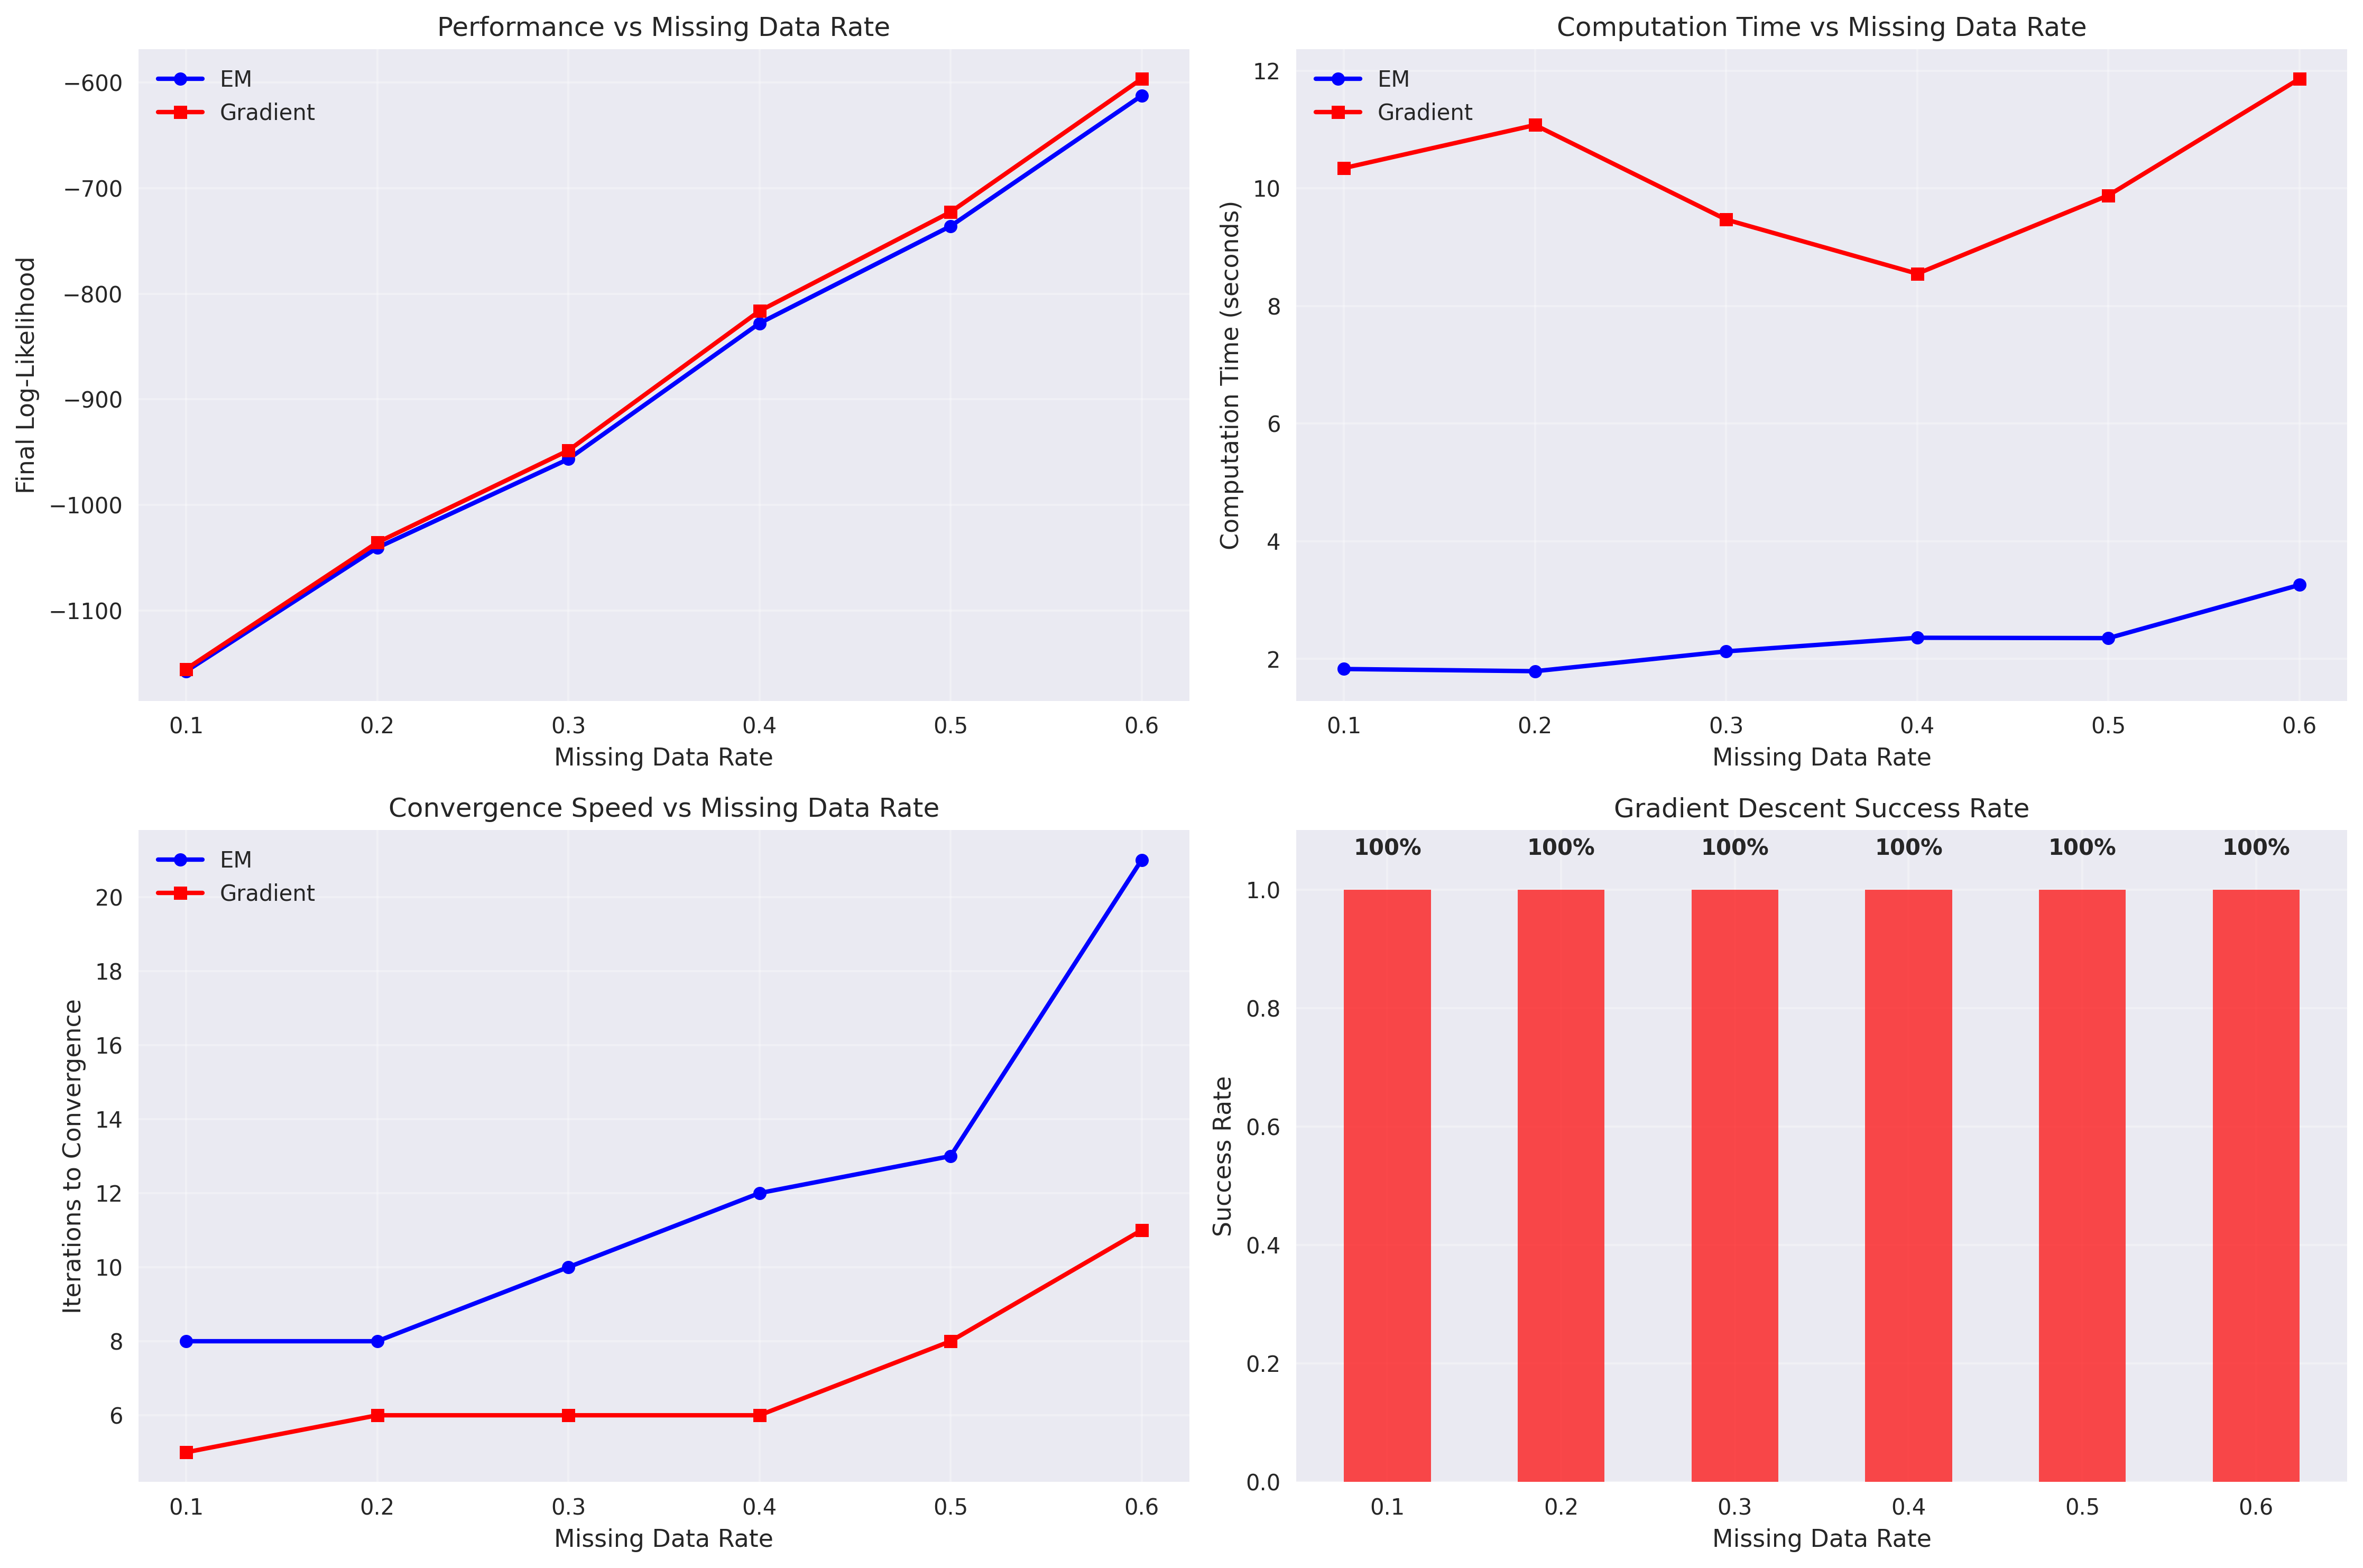 Performance vs Missing Data Rate
EM
Gradient
Final Log-Likelihood
−600
−700
−800
−900
−1000
−1100
0.1 0.2 0.3 0.4 0.5 0.6
Missing Data Rate
Computation Time vs Missing Data Rate
EM
Gradient
Computation Time (seconds)
12
10
8
6
4
2
0.1 0.2 0.3 0.4 0.5 0.6
Missing Data Rate
Convergence Speed vs Missing Data Rate
EM
Gradient
Iterations to Convergence
20
18
16
14
12
10
8
6
0.1 0.2 0.3 0.4 0.5 0.6
Missing Data Rate
Gradient Descent Success Rate
100% 100% 100% 100% 100% 100%
Success Rate
1.0
0.8
0.6
0.4
0.2
0.0
0.1 0.2 0.3 0.4 0.5 0.6
Missing Data Rate